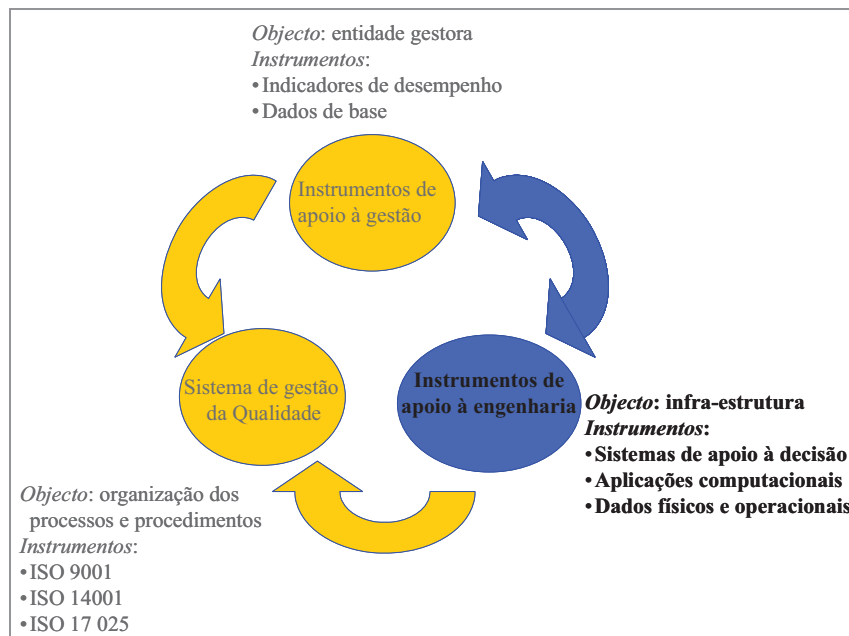 Objecto: entidade gestora
Instrumentos:
•Indicadores de desempenho
•Dados de base
Instrumentos de
apoio à gestão
Sistema de gestão
da Qualidade
Instrumentos de
apoio à engenharia
Objecto: infra-estrutura
Instrumentos:
•Sistemas de apoio à decisão
•Aplicações computacionais
•Dados físicos e operacionais
Objecto: organização dos
processos e procedimentos
Instrumentos:
•ISO 9001
•ISO 14001
•ISO 17 025